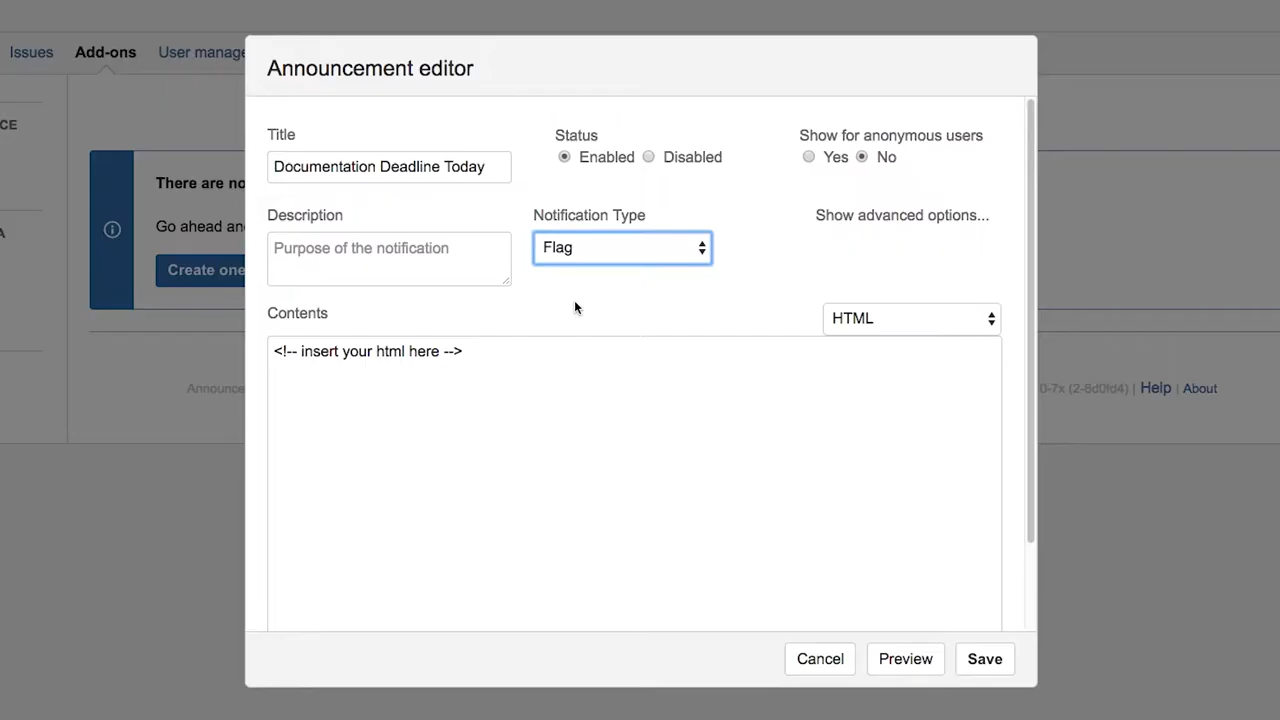 Issues Add-ons User manage
Announcement editor
CE
Title
Status
Show for anonymous users
Documentation Deadline Today
Enabled Disabled
Yes No
There are no
Description
Notification Type
Show advanced options...
Go ahead an
Purpose of the notification
Flag
Create one
Contents
HTML
<!-- insert your html here -->
Announce
0-7x (2-8d0fd4) | Help | About
Cancel Preview Save